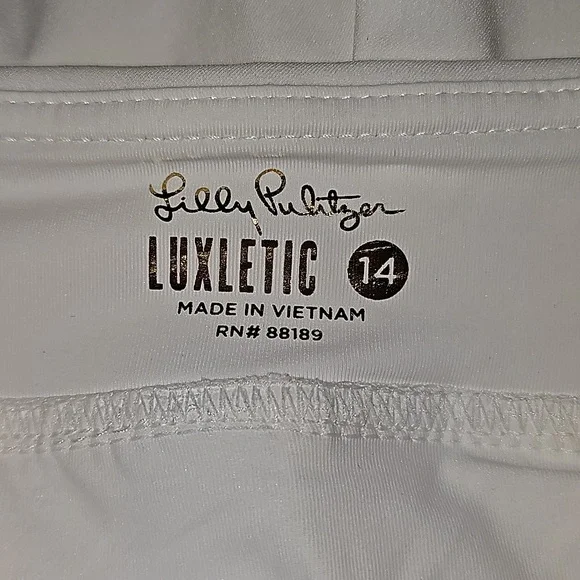 Lilly Pulitzer
LUXLETIC 14
MADE IN VIETNAM
RN# 88189